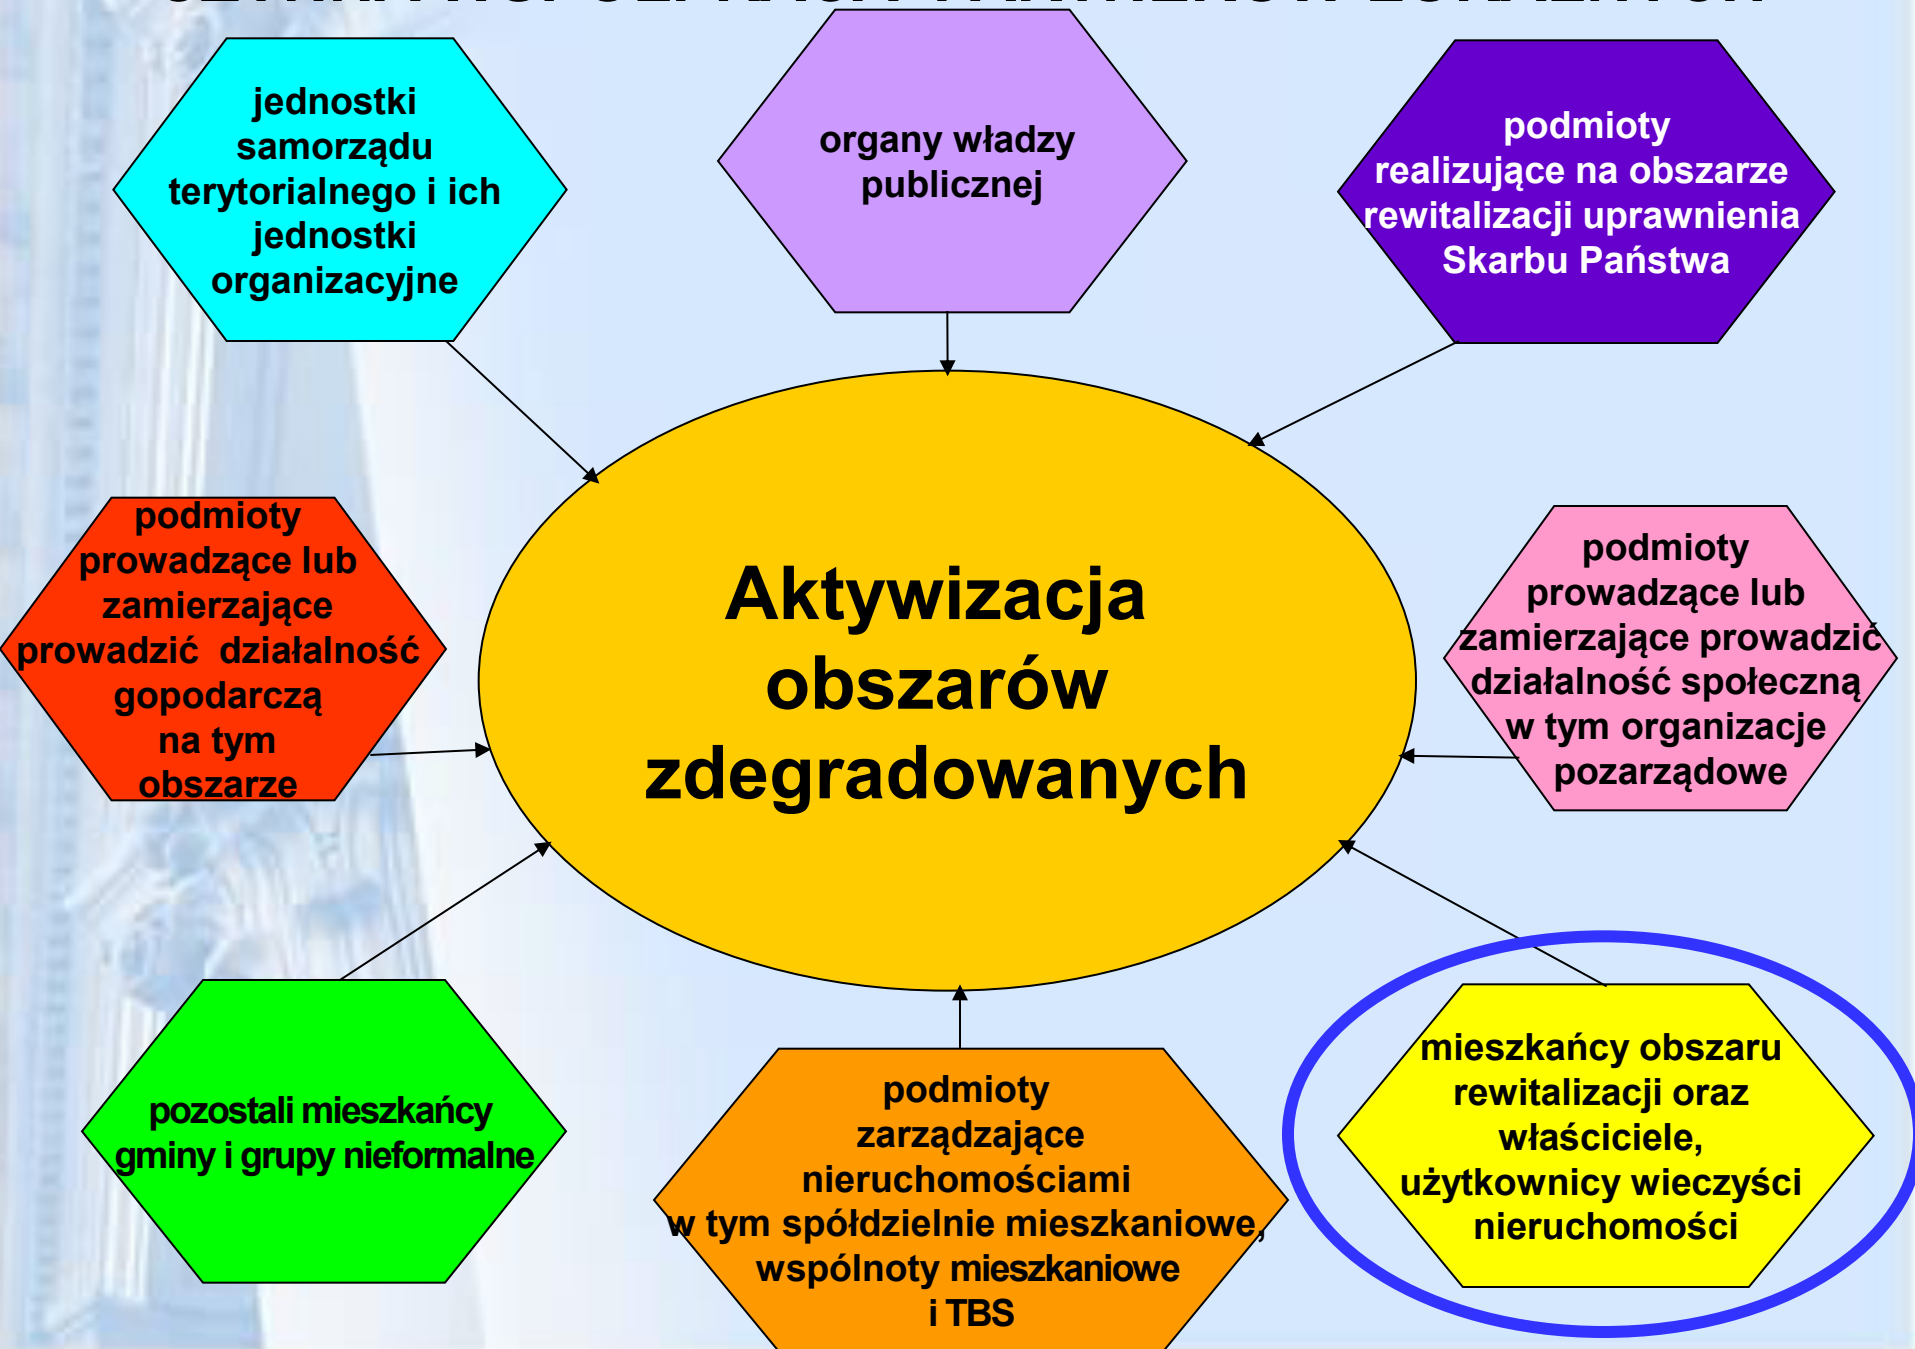 jednostki
samorządu
terytorialnego i ich
jednostki
organizacyjne
organy władzy
publicznej
podmioty
realizujące na obszarze
rewitalizacji uprawnienia
Skarbu Państwa
podmioty
prowadzące lub
zamierzające
prowadzić działalność
gopodarczą
na tym
obszarze
Aktywizacja
obszarów
zdegradowanych
podmioty
prowadzące lub
zamierzające prowadzić
działalność społeczną
w tym organizacje
pozarządowe
pozostali mieszkańcy
gminy i grupy nieformalne
podmioty
zarządzające
nieruchomościami
w tym spółdzielnie mieszkaniowe,
wspólnoty mieszkaniowe
i TBS
mieszkańcy obszaru
rewitalizacji oraz
właściciele,
użytkownicy wieczyści
nieruchomości